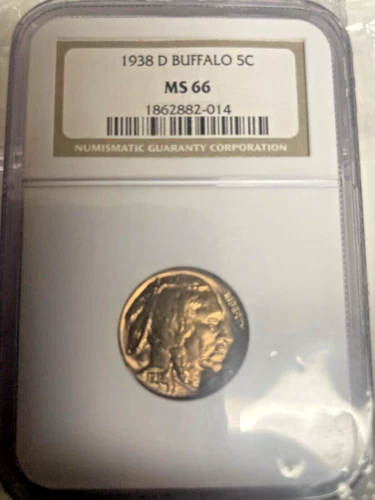 1938 D BUFFALO 5C
MS 66
1862882-014
NUMISMATIC GUARANTY CORPORATION